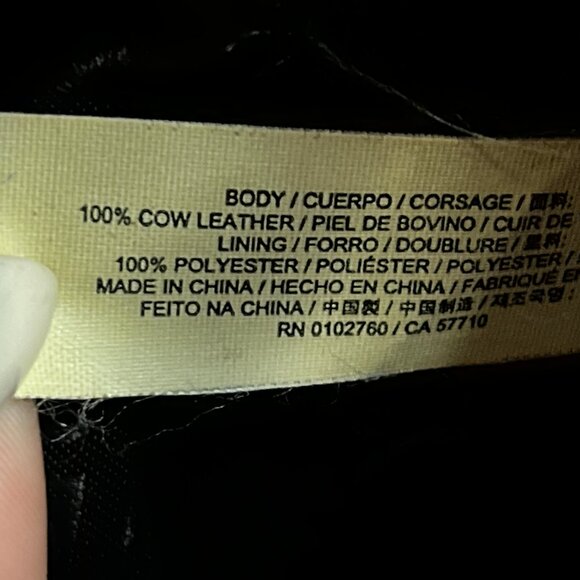 BODY / CUERPO / CORSAGE / 面料:
100% COW LEATHER / PIEL DE BOVINO / CUIR DE
LINING / FORRO / DOUBLURE / 里料:
100% POLYESTER / POLIÉSTER / POLYESTER /
MADE IN CHINA / HECHO EN CHINA / FABRIQUÉ E
FEITO NA CHINA / 中国製 / 中国制造 / 제조국명 :
RN 0102760 / CA 57710